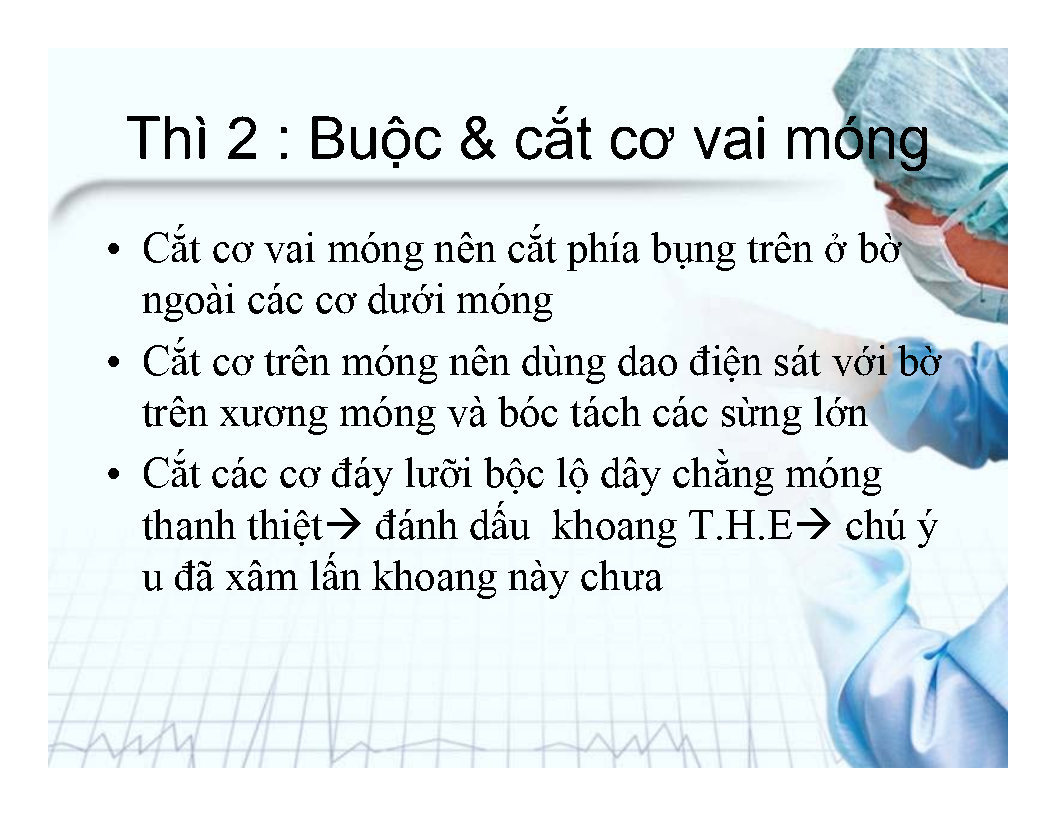 Thì 2 : Buộc & cắt cơ vai móng
• Cắt cơ vai móng nên cắt phía bụng trên ở bờ
ngoài các cơ dưới móng
• Cắt cơ trên móng nên dùng dao điện sát với bờ
trên xương móng và bóc tách các sừng lớn
• Cắt các cơ đáy lưỡi bộc lộ dây chằng móng
thanh thiệt→ đánh dấu khoang T.H.E→ chú ý
u đã xâm lấn khoang này chưa